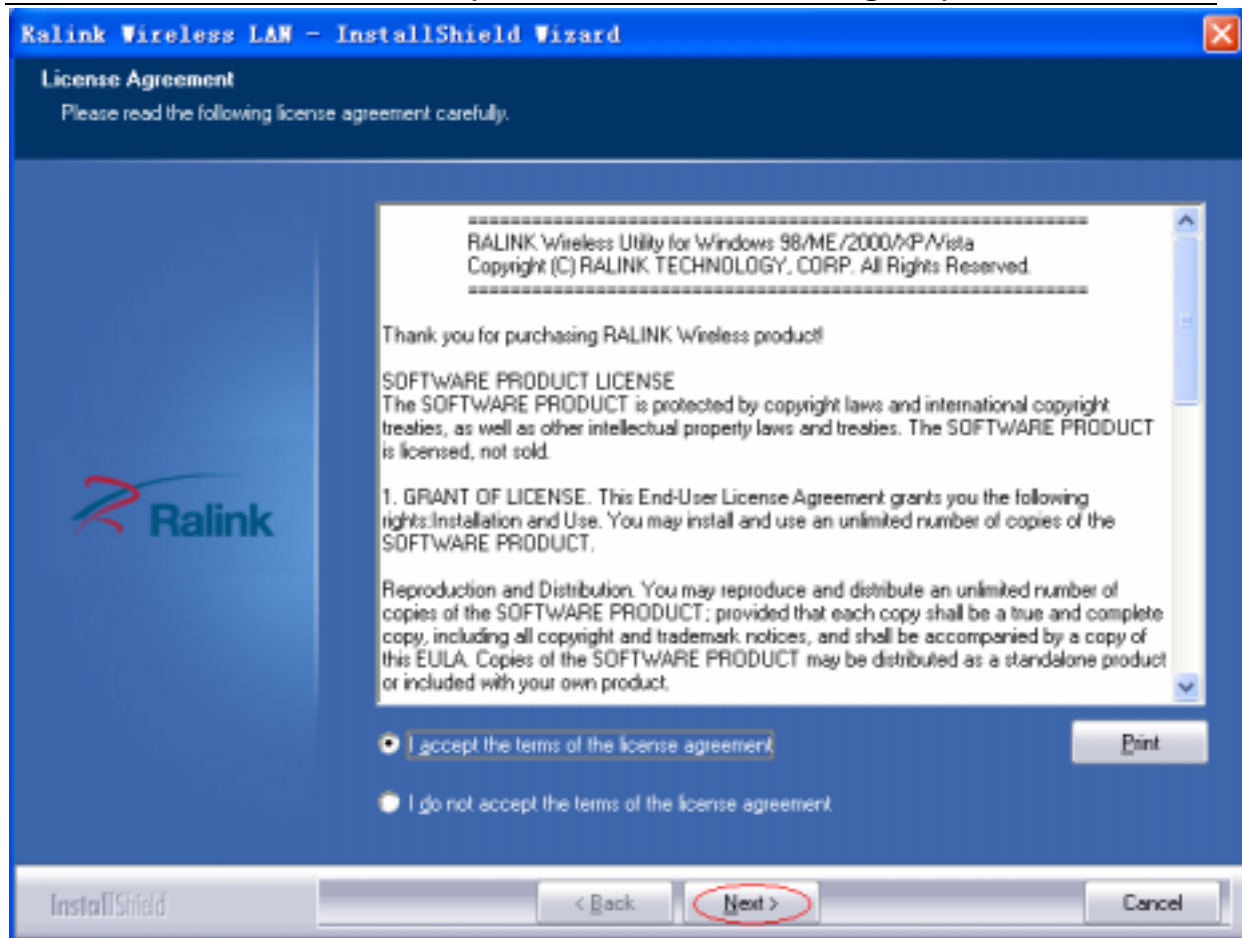 Ralink Wireless LAN - InstallShield Wizard
License Agreement
Please read the following license agreement carefully.
============================================================
RALINK Wireless Utility for Windows 98/ME/2000/XP/Vista
Copyright (C) RALINK TECHNOLOGY, CORP. All Rights Reserved.
============================================================
Thank you for purchasing RALINK Wireless product!
SOFTWARE PRODUCT LICENSE
The SOFTWARE PRODUCT is protected by copyright laws and international copyright
treaties, as well as other intellectual property laws and treaties. The SOFTWARE PRODUCT
is licensed, not sold.
1. GRANT OF LICENSE. This End-User License Agreement grants you the following
rights:Installation and Use. You may install and use an unlimited number of copies of the
SOFTWARE PRODUCT.
Reproduction and Distribution. You may reproduce and distribute an unlimited number of
copies of the SOFTWARE PRODUCT; provided that each copy shall be a true and complete
copy, including all copyright and trademark notices, and shall be accompanied by a copy of
this EULA. Copies of the SOFTWARE PRODUCT may be distributed as a standalone product
or included with your own product.
Ralink
I accept the terms of the license agreement
Print
I do not accept the terms of the license agreement
InstallShield
< Back
Next >
Cancel